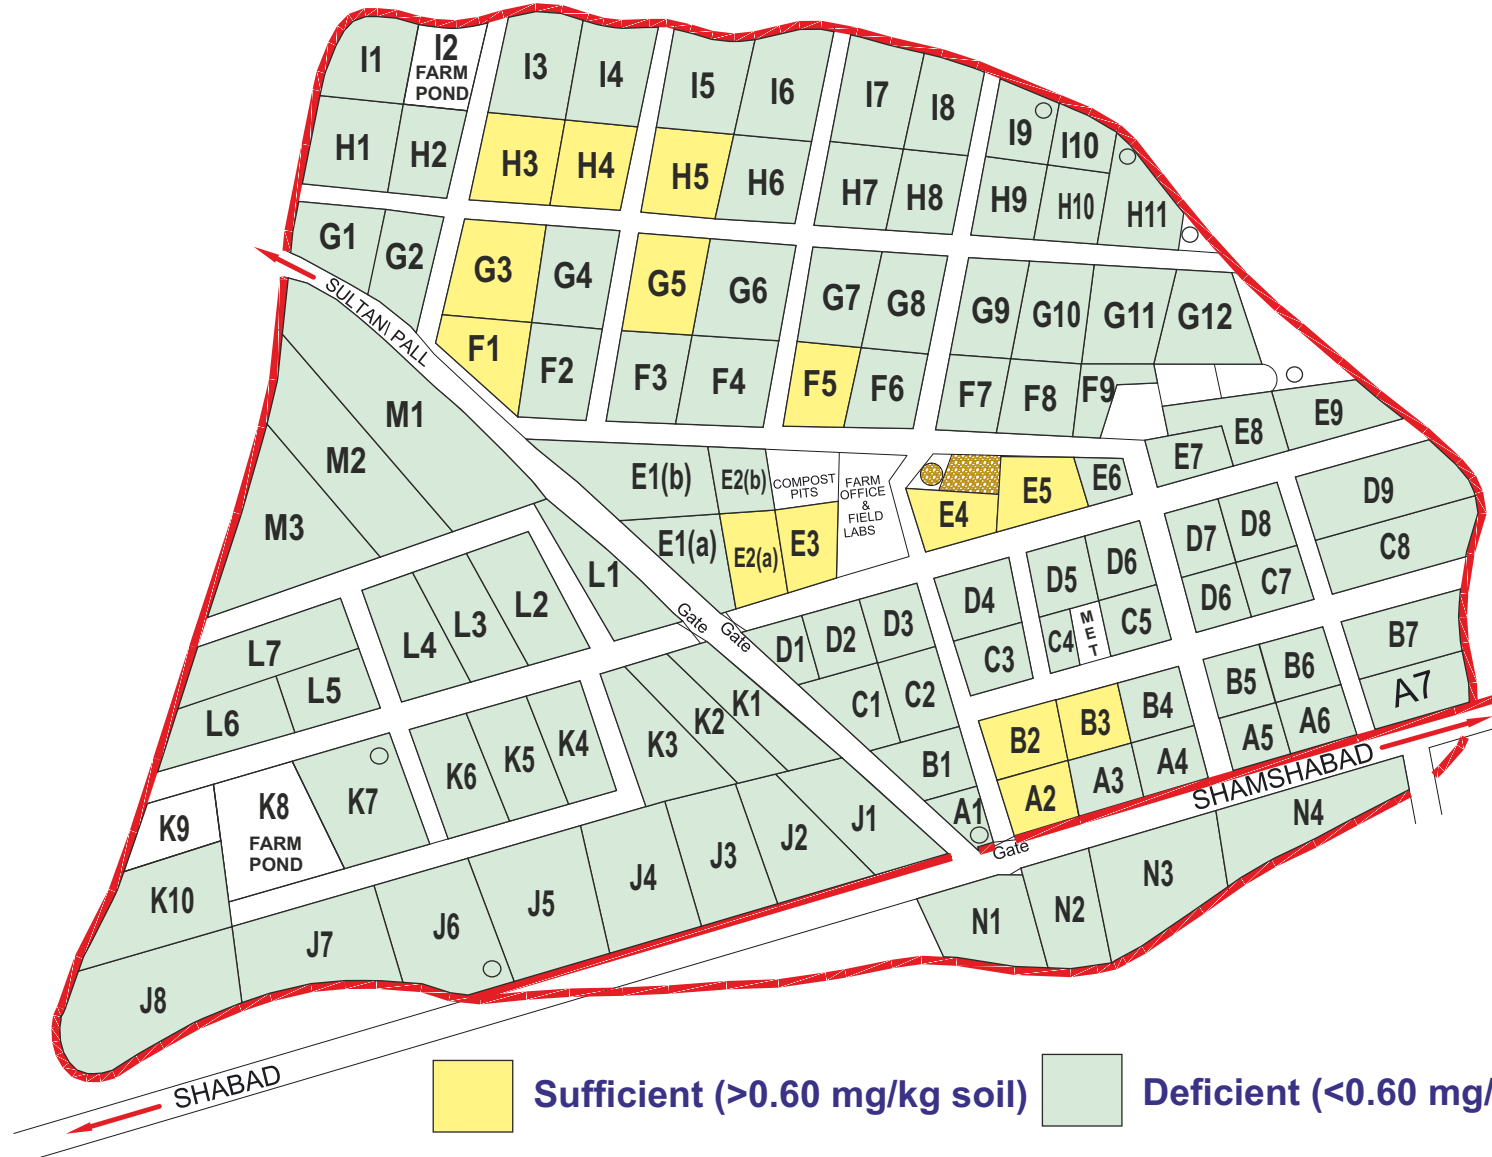 I1
I2
FARM
POND
I3
I4
I5
I6
I7
I8
I9
I10
H1
H2
H3
H4
H5
H6
H7
H8
H9
H10
H11
G1
G2
G3
G4
G5
G6
G7
G8
G9
G10
G11
G12
SULTAN\ PALL
F1
F2
F3
F4
F5
F6
F7
F8
F9
M1
M2
M3
E1(b)
E2(b)
COMPOST
PITS
FARM
OFFICE
&
FIELD
LABS
E4
E5
E6
E7
E8
E9
E1(a)
E2(a)
E3
L1
L2
L3
L4
L5
L6
L7
Gate
Gate
D1
D2
D3
D4
D5
D6
D7
D8
D9
D6
C7
C8
C1
C2
C3
C4
MET
C5
B1
B2
B3
B4
B5
B6
B7
A1
A2
A3
A4
A5
A6
A7
K1
K2
K3
K4
K5
K6
K7
K8
FARM
POND
K9
K10
J1
J2
J3
J4
J5
J6
J7
J8
Gate
SHAMSHABAD
N1
N2
N3
N4
SHABAD
Sufficient (>0.60 mg/kg soil)
Deficient (<0.60 mg/